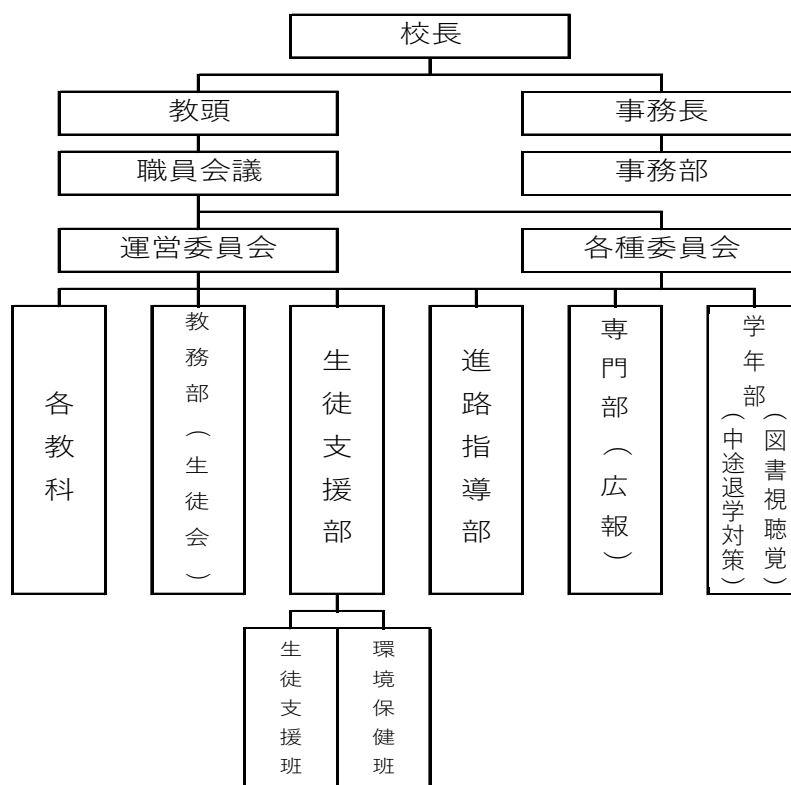 校長
教頭
事務長
職員会議
事務部
運営委員会
各種委員会
各教科
教務部（生徒会）
生徒支援部
進路指導部
専門部（広報）
学年部
（図書視聴覚）
（中途退学対策）
生徒支援班
環境保健班